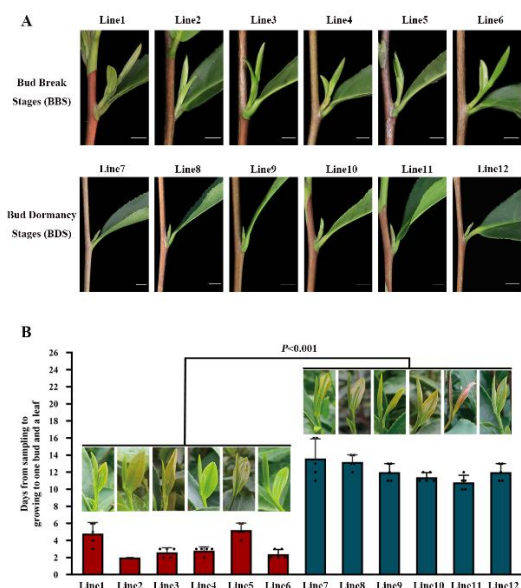 A
Line1 Line2 Line3 Line4 Line5 Line6
Bud Break
Stages (BBS)
Line7 Line8 Line9 Line10 Line11 Line12
Bud Dormancy
Stages (BDS)
B
P<0.001
Days from sampling to
growing to one bud and a leaf
26
24
22
20
18
16
14
12
10
8
6
4
2
0
Line1 Line2 Line3 Line4 Line5 Line6 Line7 Line8 Line9 Line10 Line11 Line12